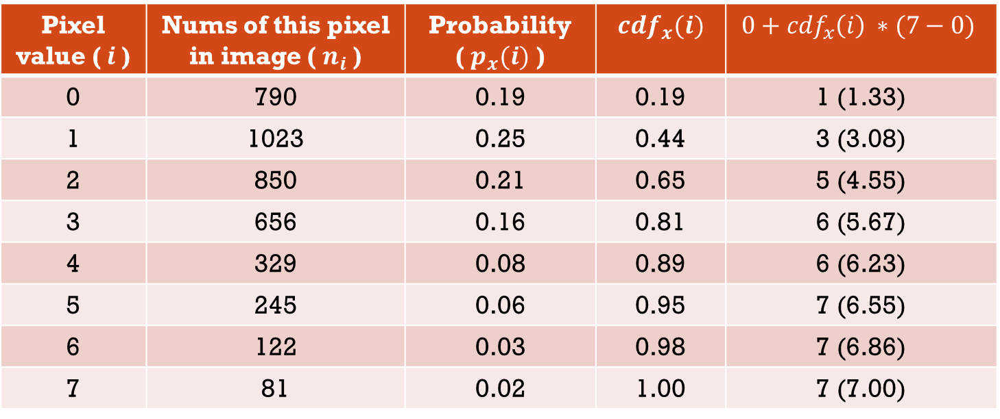 Pixel value ( i ) | Nums of this pixel in image ( nᵢ ) | Probability ( pₓ(i) ) | cdfₓ(i) | 0 + cdfₓ(i) ∗ (7 − 0)
0 | 790 | 0.19 | 0.19 | 1 (1.33)
1 | 1023 | 0.25 | 0.44 | 3 (3.08)
2 | 850 | 0.21 | 0.65 | 5 (4.55)
3 | 656 | 0.16 | 0.81 | 6 (5.67)
4 | 329 | 0.08 | 0.89 | 6 (6.23)
5 | 245 | 0.06 | 0.95 | 7 (6.55)
6 | 122 | 0.03 | 0.98 | 7 (6.86)
7 | 81 | 0.02 | 1.00 | 7 (7.00)